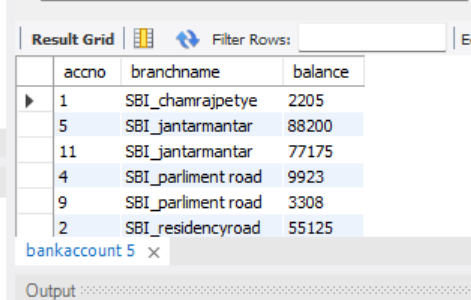 Result Grid Filter Rows: E
accno branchname balance
1 SBI_chamrajpetye 2205
5 SBI_jantarmantar 88200
11 SBI_jantarmantar 77175
4 SBI_parliment road 9923
9 SBI_parliment road 3308
2 SBI_residencyroad 55125
bankaccount 5 ×
Output